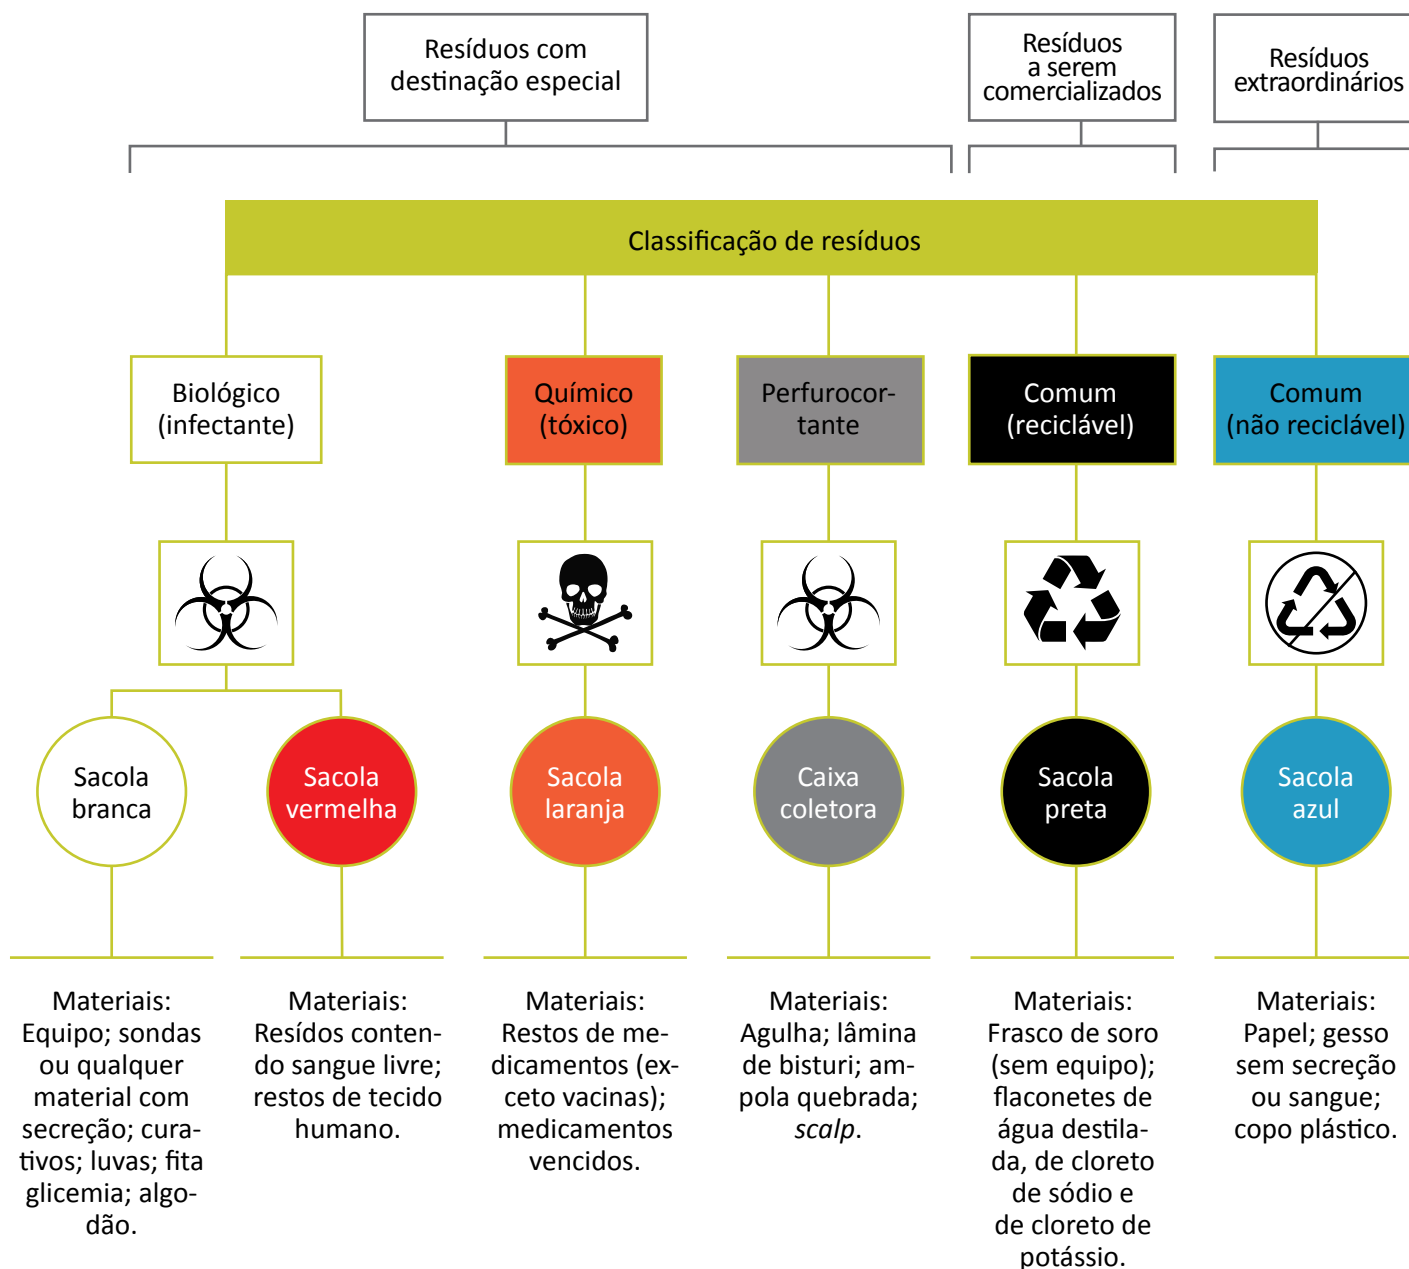 Resíduos com
destinação especial
Resíduos
a serem
comercializados
Resíduos
extraordinários
Classificação de resíduos
Biológico
(infectante)
Químico
(tóxico)
Perfurocor-
tante
Comum
(reciclável)
Comum
(não reciclável)
Sacola
branca
Sacola
vermelha
Sacola
laranja
Caixa
coletora
Sacola
preta
Sacola
azul
Materiais:
Equipo; sondas
ou qualquer
material com
secreção; cura-
tivos; luvas; fita
glicemia; algo-
dão.
Materiais:
Resídos conten-
do sangue livre;
restos de tecido
humano.
Materiais:
Restos de me-
dicamentos (ex-
ceto vacinas);
medicamentos
vencidos.
Materiais:
Agulha; lâmina
de bisturi; am-
pola quebrada;
scalp.
Materiais:
Frasco de soro
(sem equipo);
flaconetes de
água destila-
da, de cloreto
de sódio e
de cloreto de
potássio.
Materiais:
Papel; gesso
sem secreção
ou sangue;
copo plástico.